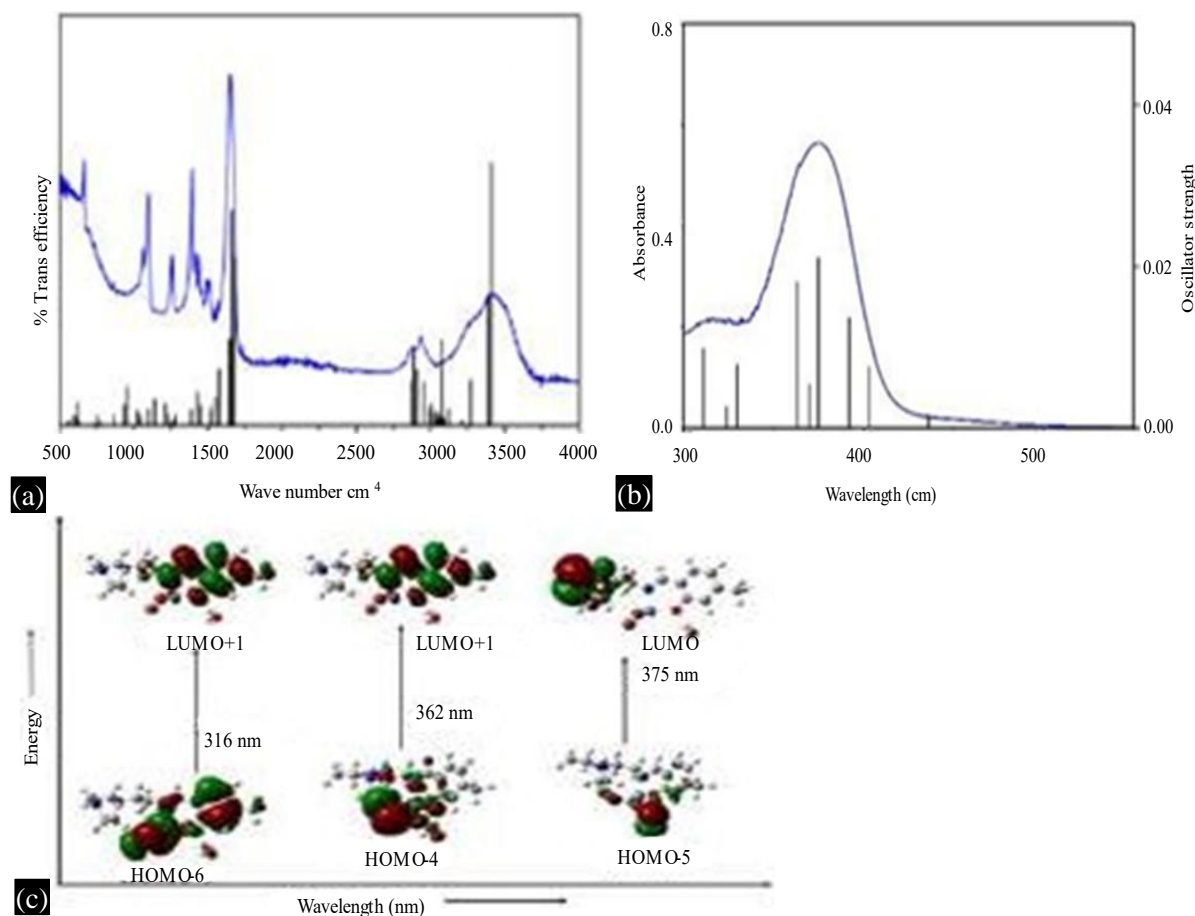 % Trans efficiency
500 1000 1500 2000 2500 3000 3500 4000
Wave number cm 4
(a)
0.8
0.4
0.0
Absorbance
0.04
0.02
0.00
Oscillator strength
300 400 500
Wavelength (cm)
(b)
Energy
LUMO+1 LUMO+1 LUMO
316 nm 362 nm 375 nm
HOMO-6 HOMO-4 HOMO-5
Wavelength (nm)
(c)